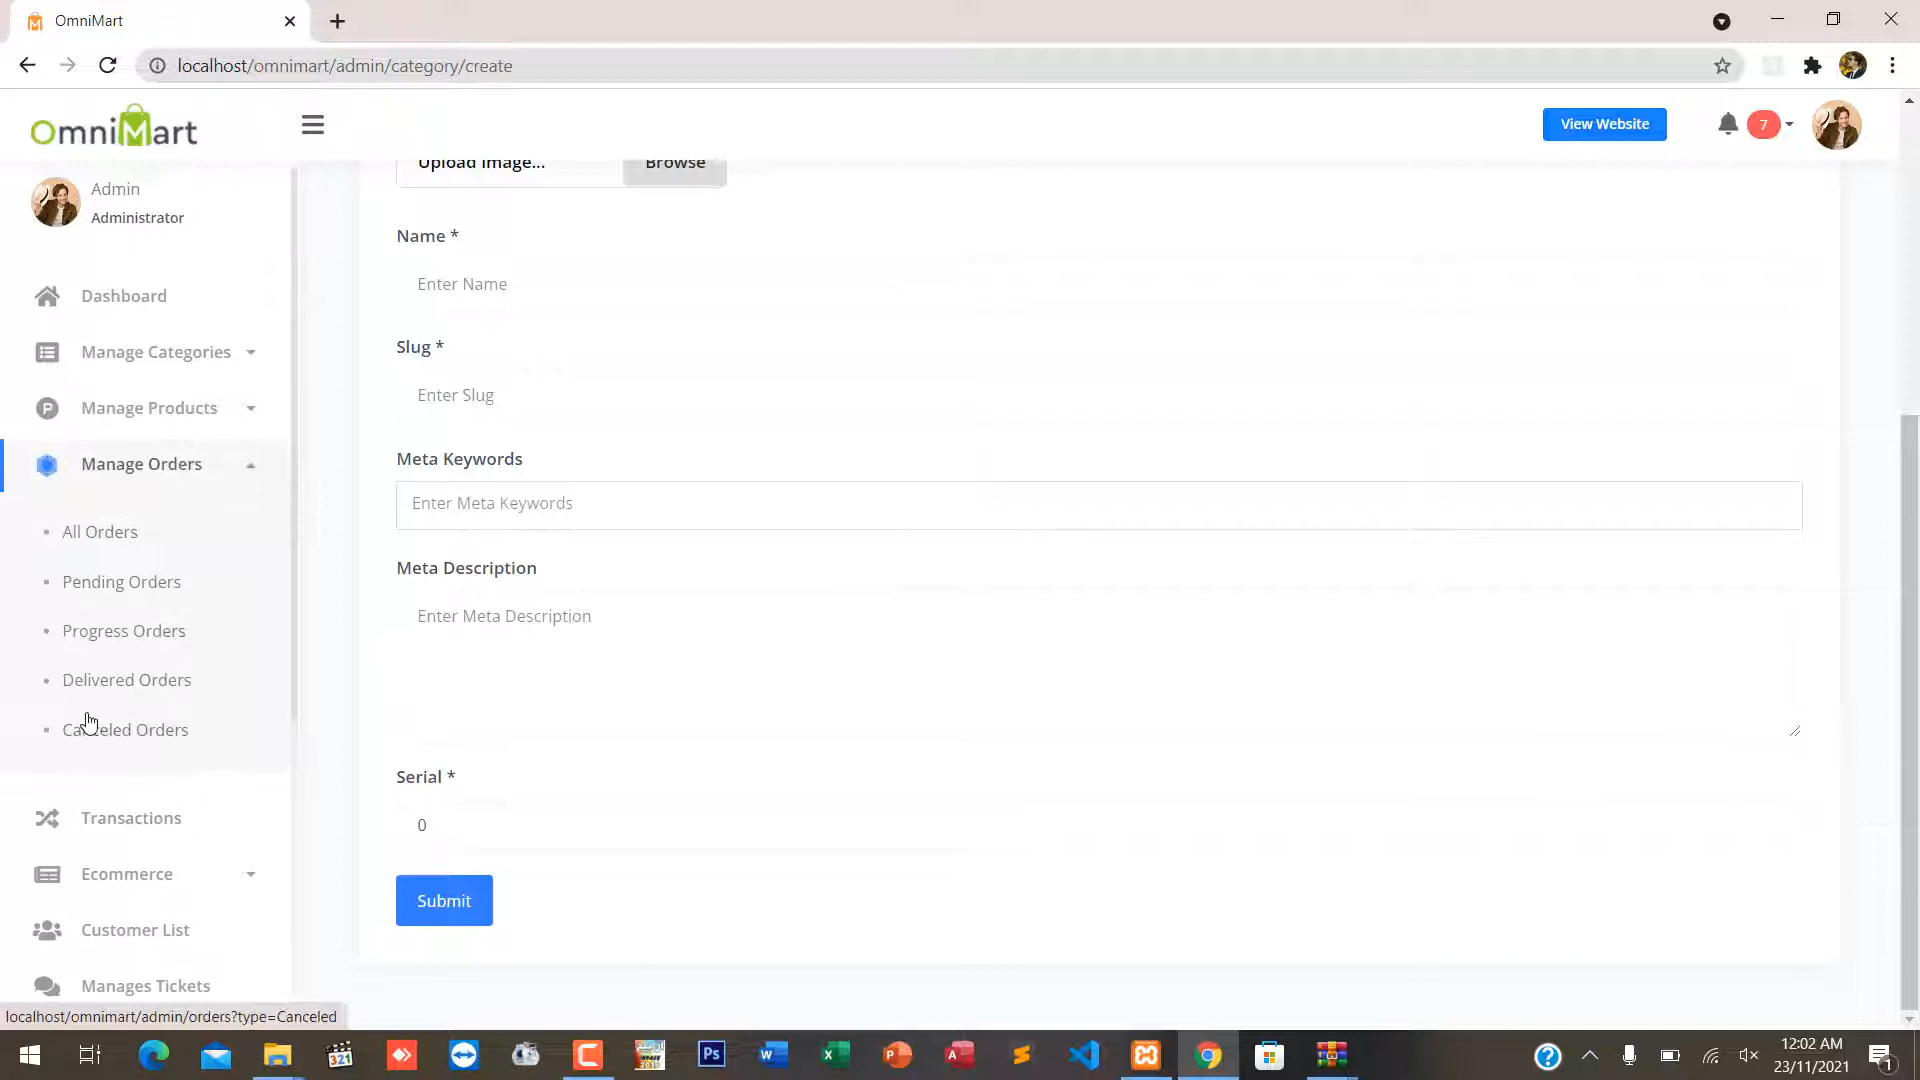 OmniMart
localhost/omnimart/admin/category/create
OmniMart
View Website
7
Upload Image...
Browse
Admin
Administrator
Dashboard
Manage Categories
Manage Products
Manage Orders
All Orders
Pending Orders
Progress Orders
Delivered Orders
Canceled Orders
Transactions
Ecommerce
Customer List
Manages Tickets
Name *
Enter Name
Slug *
Enter Slug
Meta Keywords
Enter Meta Keywords
Meta Description
Enter Meta Description
Serial *
0
Submit
localhost/omnimart/admin/orders?type=Canceled
321
Ps
12:02 AM
23/11/2021
1